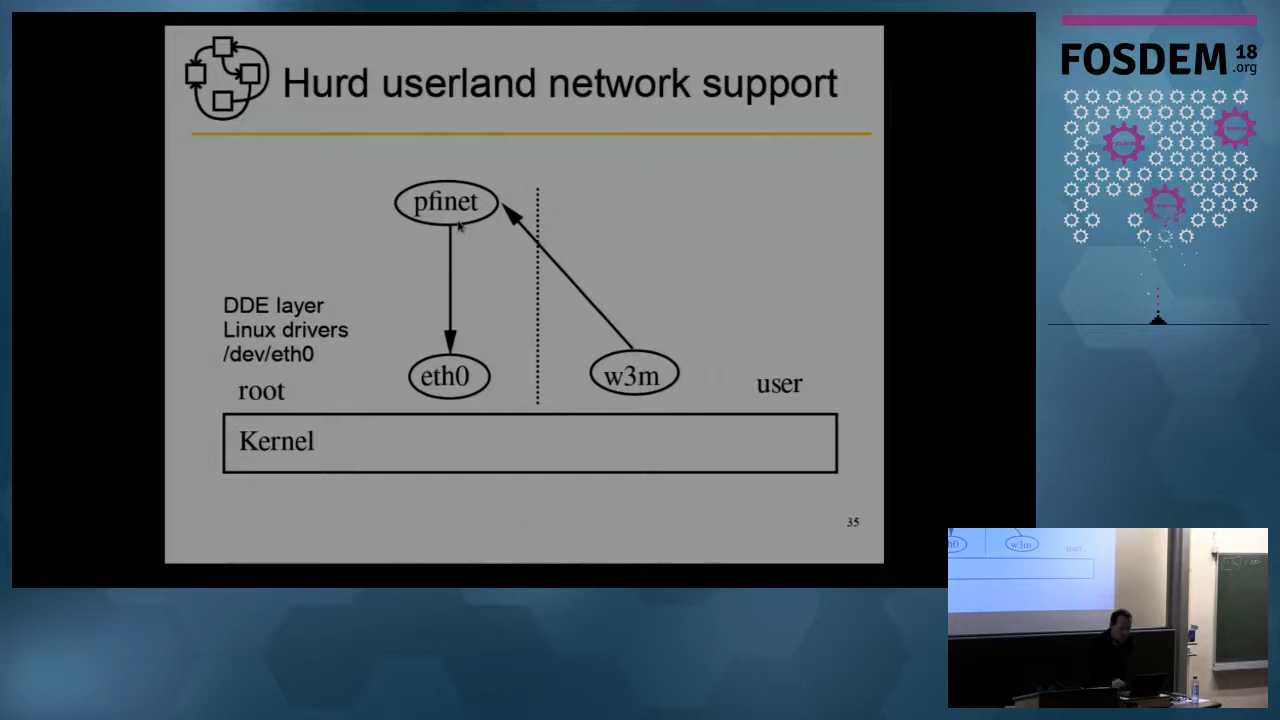 Hurd userland network support
pfinet
DDE layer
Linux drivers
/dev/eth0
eth0
w3m
root
user
Kernel
35
FOSDEM 18
.org
w3m